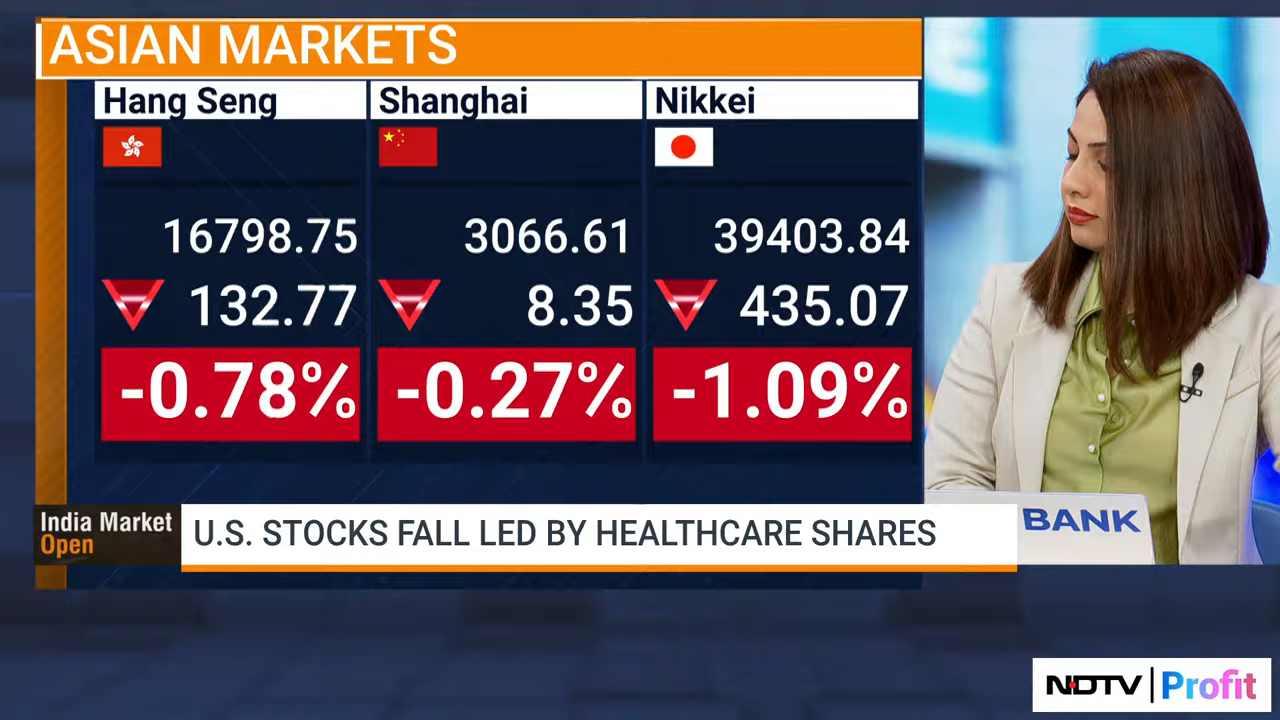 ASIAN MARKETS
Hang Seng
Shanghai
Nikkei
16798.75
3066.61
39403.84
132.77
8.35
435.07
-0.78%
-0.27%
-1.09%
India Market
Open
U.S. STOCKS FALL LED BY HEALTHCARE SHARES
BANK
NDTV Profit